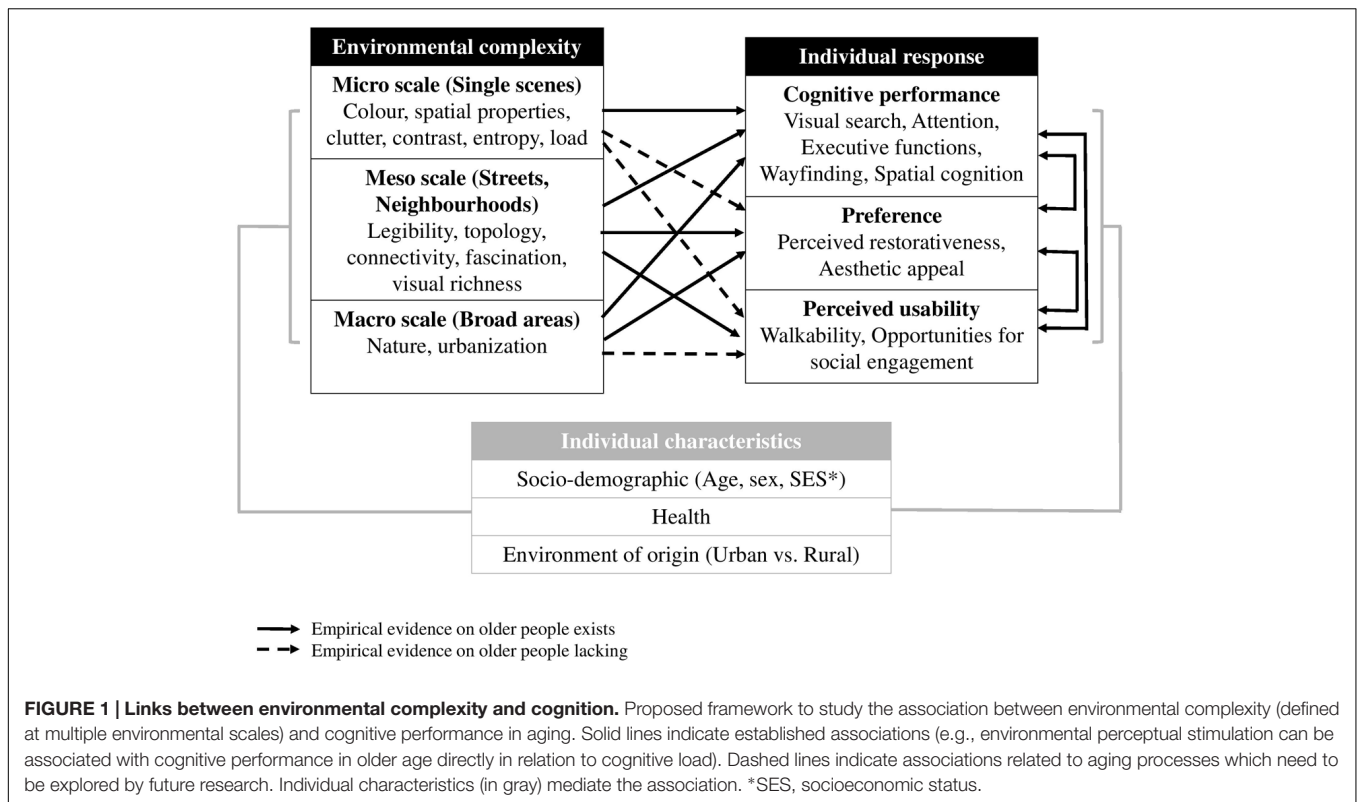 Environmental complexity
Micro scale (Single scenes)
Colour, spatial properties,
clutter, contrast, entropy, load
Meso scale (Streets,
Neighbourhoods)
Legibility, topology,
connectivity, fascination,
visual richness
Macro scale (Broad areas)
Nature, urbanization
Individual response
Cognitive performance
Visual search, Attention,
Executive functions,
Wayfinding, Spatial cognition
Preference
Perceived restorativeness,
Aesthetic appeal
Perceived usability
Walkability, Opportunities for
social engagement
Individual characteristics
Socio-demographic (Age, sex, SES*)
Health
Environment of origin (Urban vs. Rural)
Empirical evidence on older people exists
Empirical evidence on older people lacking
FIGURE 1 | Links between environmental complexity and cognition. Proposed framework to study the association between environmental complexity (defined
at multiple environmental scales) and cognitive performance in aging. Solid lines indicate established associations (e.g., environmental perceptual stimulation can be
associated with cognitive performance in older age directly in relation to cognitive load). Dashed lines indicate associations related to aging processes which need to
be explored by future research. Individual characteristics (in gray) mediate the association. *SES, socioeconomic status.